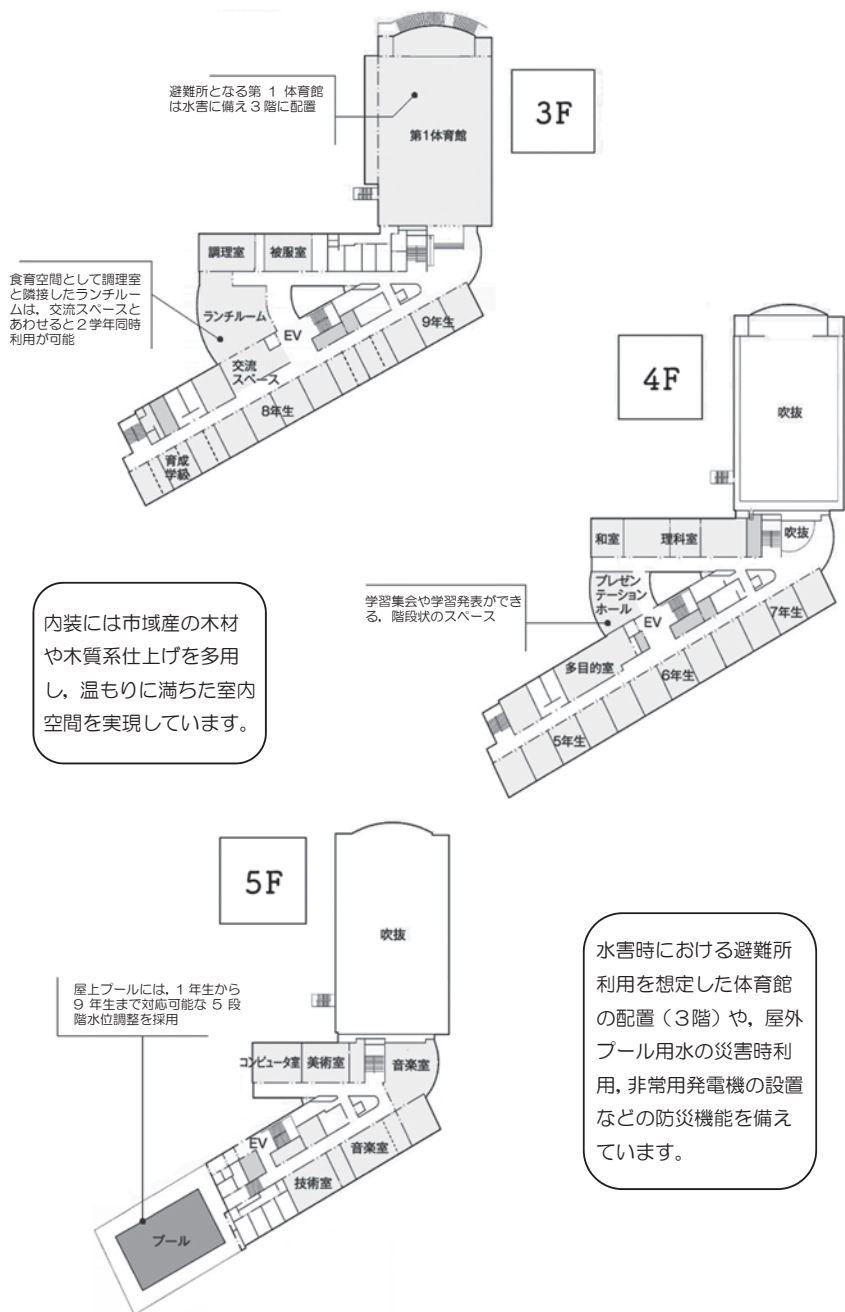 避難所となる第 1 体育館
は水害に備え 3 階に配置
3F
第1体育館
調理室
被服室
食育空間として調理室
と隣接したランチルー
ムは，交流スペースと
あわせると２学年同時
利用が可能
ランチルーム
EV
9年生
交流
スペース
8年生
育成
学級
4F
吹抜
和室
理科室
吹抜
プレゼン
テーション
ホール
学習集会や学習発表ができ
る，階段状のスペース
EV
7年生
多目的室
6年生
5年生
内装には市域産の木材
や木質系仕上げを多用
し，温もりに満ちた室内
空間を実現しています。
5F
吹抜
屋上プールには，１年生から
９年生まで対応可能な 5 段
階水位調整を採用
コンピュータ室
美術室
音楽室
EV
音楽室
技術室
プール
水害時における避難所
利用を想定した体育館
の配置（３階）や，屋外
プール用水の災害時利
用，非常用発電機の設置
などの防災機能を備え
ています。